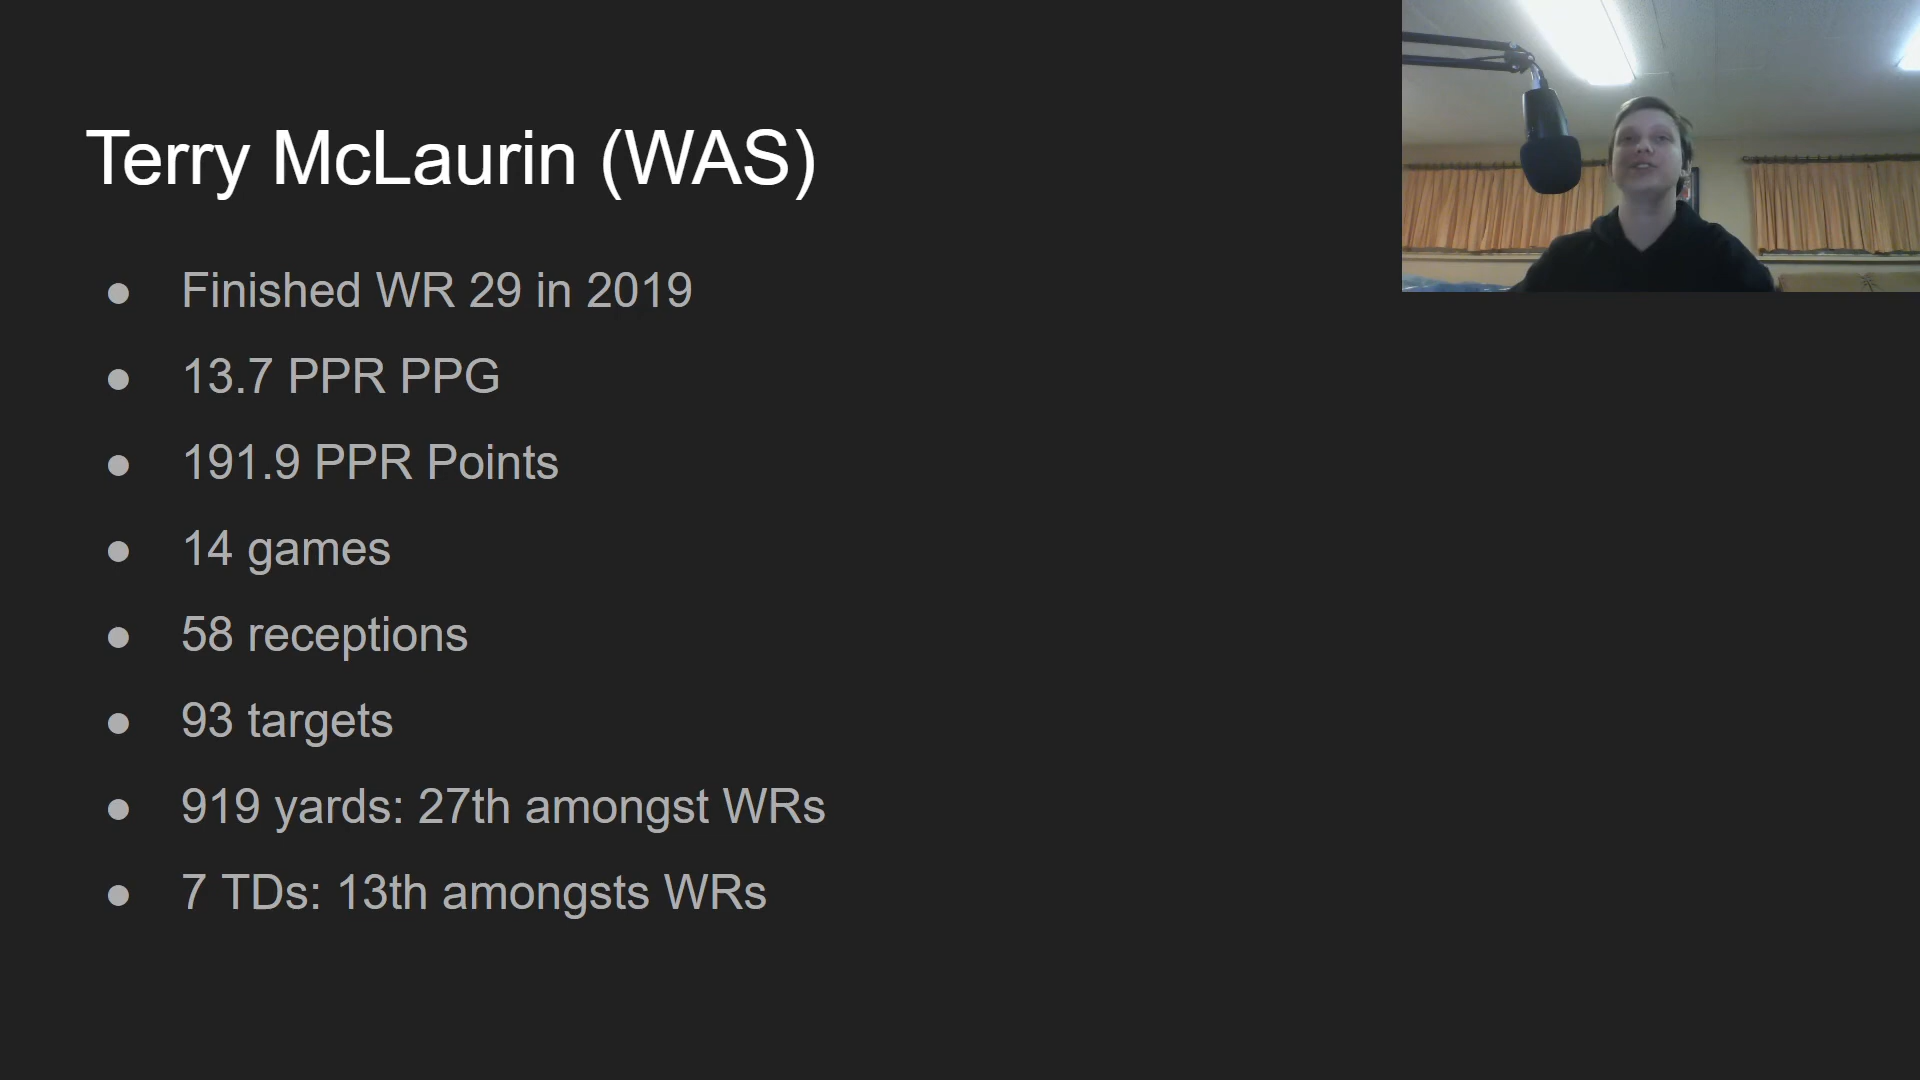 Terry McLaurin (WAS)
● Finished WR 29 in 2019
● 13.7 PPR PPG
● 191.9 PPR Points
● 14 games
● 58 receptions
● 93 targets
● 919 yards: 27th amongst WRs
● 7 TDs: 13th amongsts WRs